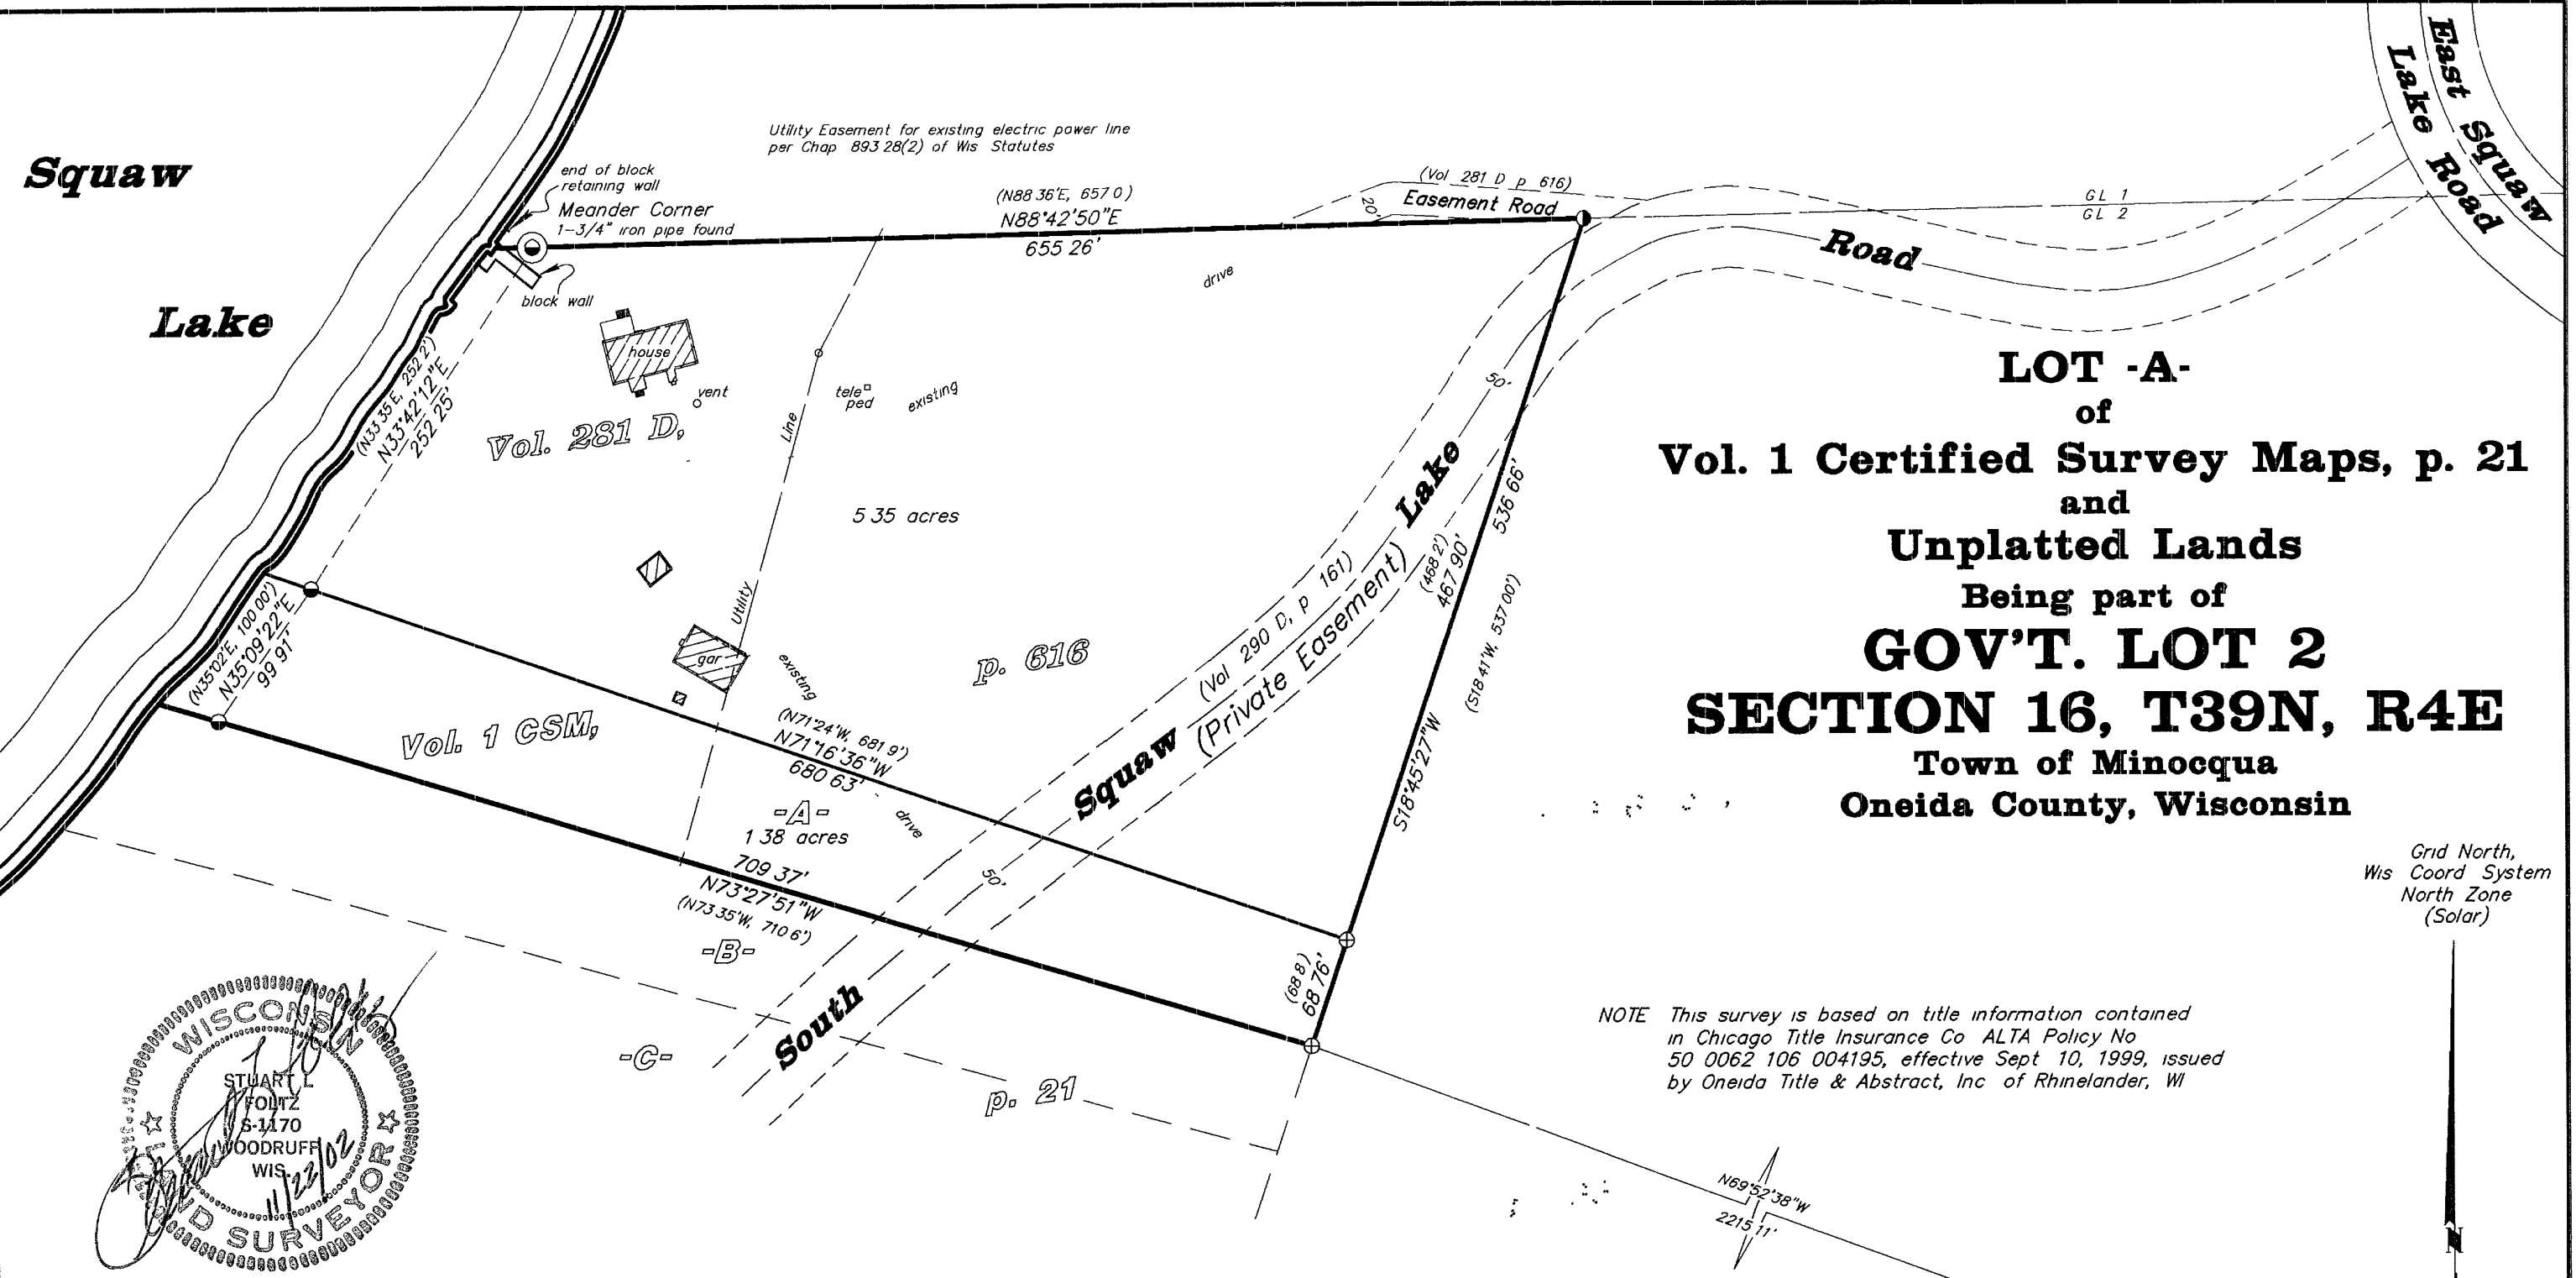 Squaw
Lake
Utility Easement for existing electric power line
per Chap 893 28(2) of Wis Statutes
end of block
retaining wall
Meander Corner
1-3/4" iron pipe found
block wall
(N88 36'E, 657 0')
N88°42'50"E
655 26'
(Vol 281 D p 616)
Easement Road
20'
GL 1
GL 2
East Squaw
Lake Road
Road
drive
house
vent
tele
ped
existing
Line
Utility
(N33 35 E, 252 2')
N33°42'12"E
252 25'
Vol. 281 D,
5 35 acres
50'
Lake
536 66'
(468 2')
467 90'
(S18 41'W, 537 00')
S18°45'27"W
(Vol 290 D, p 161)
(Private Easement)
Squaw
(N35°02'E, 100 00')
N35°09'22"E
99 91'
gar
existing
p. 616
Vol. 1 CSM,
(N71°24'W, 681 9')
N71°16'36"W
680 63'
-A-
1 38 acres
drive
709 37'
N73°27'51"W
(N73 35'W, 710 6')
-B-
50'
South
-C-
p. 21
(68 8)
68 76'
LOT -A-
of
Vol. 1 Certified Survey Maps, p. 21
and
Unplatted Lands
Being part of
GOV'T. LOT 2
SECTION 16, T39N, R4E
Town of Minocqua
Oneida County, Wisconsin
Grid North,
Wis Coord System
North Zone
(Solar)
N
NOTE This survey is based on title information contained
in Chicago Title Insurance Co ALTA Policy No
50 0062 106 004195, effective Sept 10, 1999, issued
by Oneida Title & Abstract, Inc of Rhinelander, WI
N69°52'38"W
2215 11'
WISCONSIN
STUART L
FOLTZ
S-1170
WOODRUFF
WIS.
11/22/02
LAND SURVEYOR